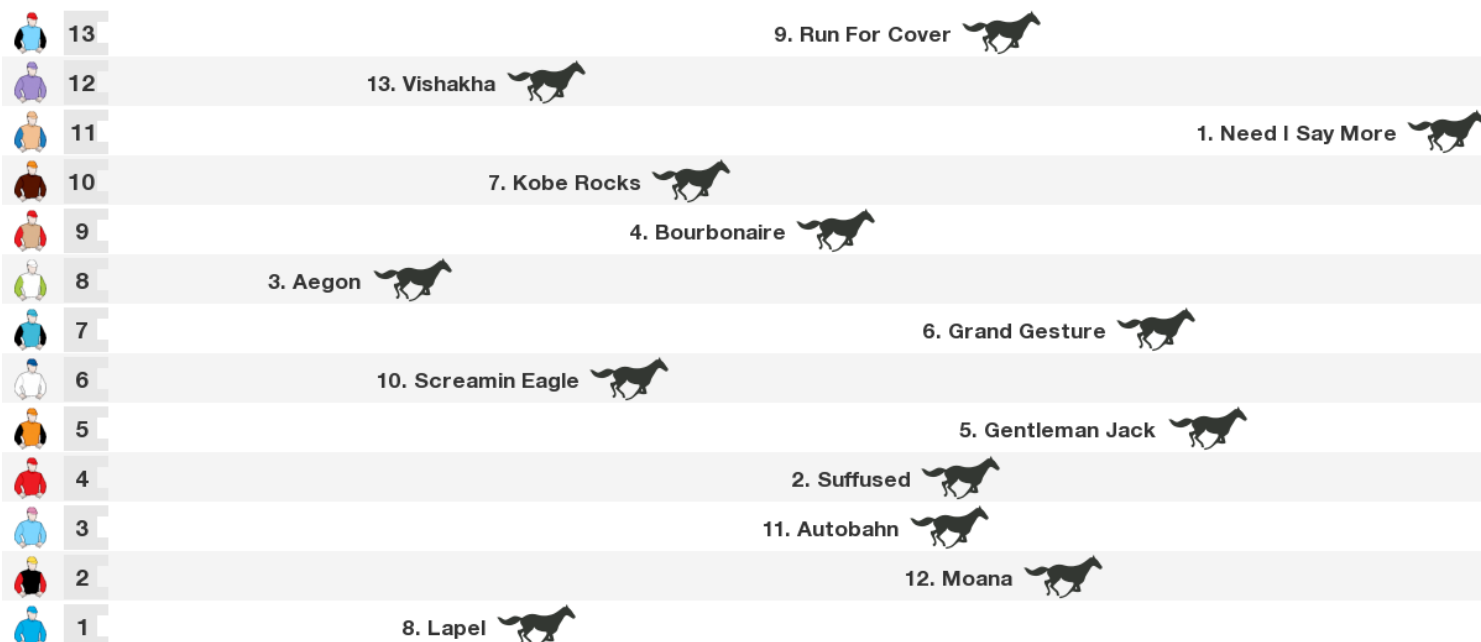 13 9. Run For Cover
12 13. Vishakha
11 1. Need I Say More
10 7. Kobe Rocks
9 4. Bourbonaire
8 3. Aegon
7 6. Grand Gesture
6 10. Screamin Eagle
5 5. Gentleman Jack
4 2. Suffused
3 11. Autobahn
2 12. Moana
1 8. Lapel